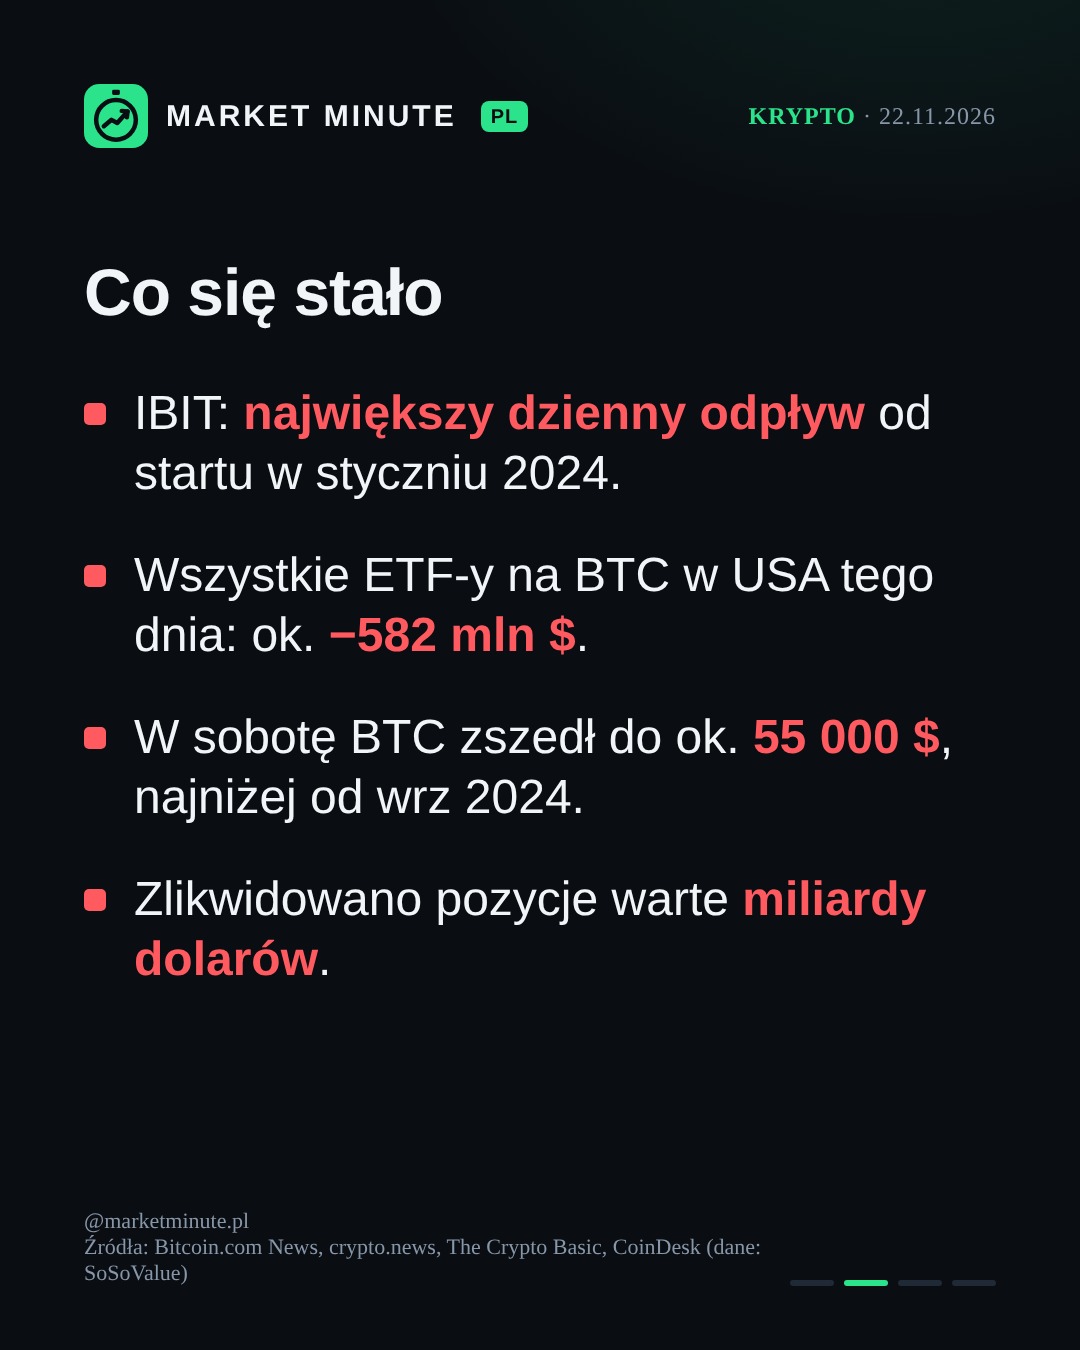 MARKET MINUTE PL
KRYPTO · 22.11.2026
Co się stało
IBIT: największy dzienny odpływ od
startu w styczniu 2024.
Wszystkie ETF-y na BTC w USA tego
dnia: ok. −582 mln $.
W sobotę BTC zszedł do ok. 55 000 $,
najniżej od wrz 2024.
Zlikwidowano pozycje warte miliardy
dolarów.
@marketminute.pl
Źródła: Bitcoin.com News, crypto.news, The Crypto Basic, CoinDesk (dane:
SoSoValue)